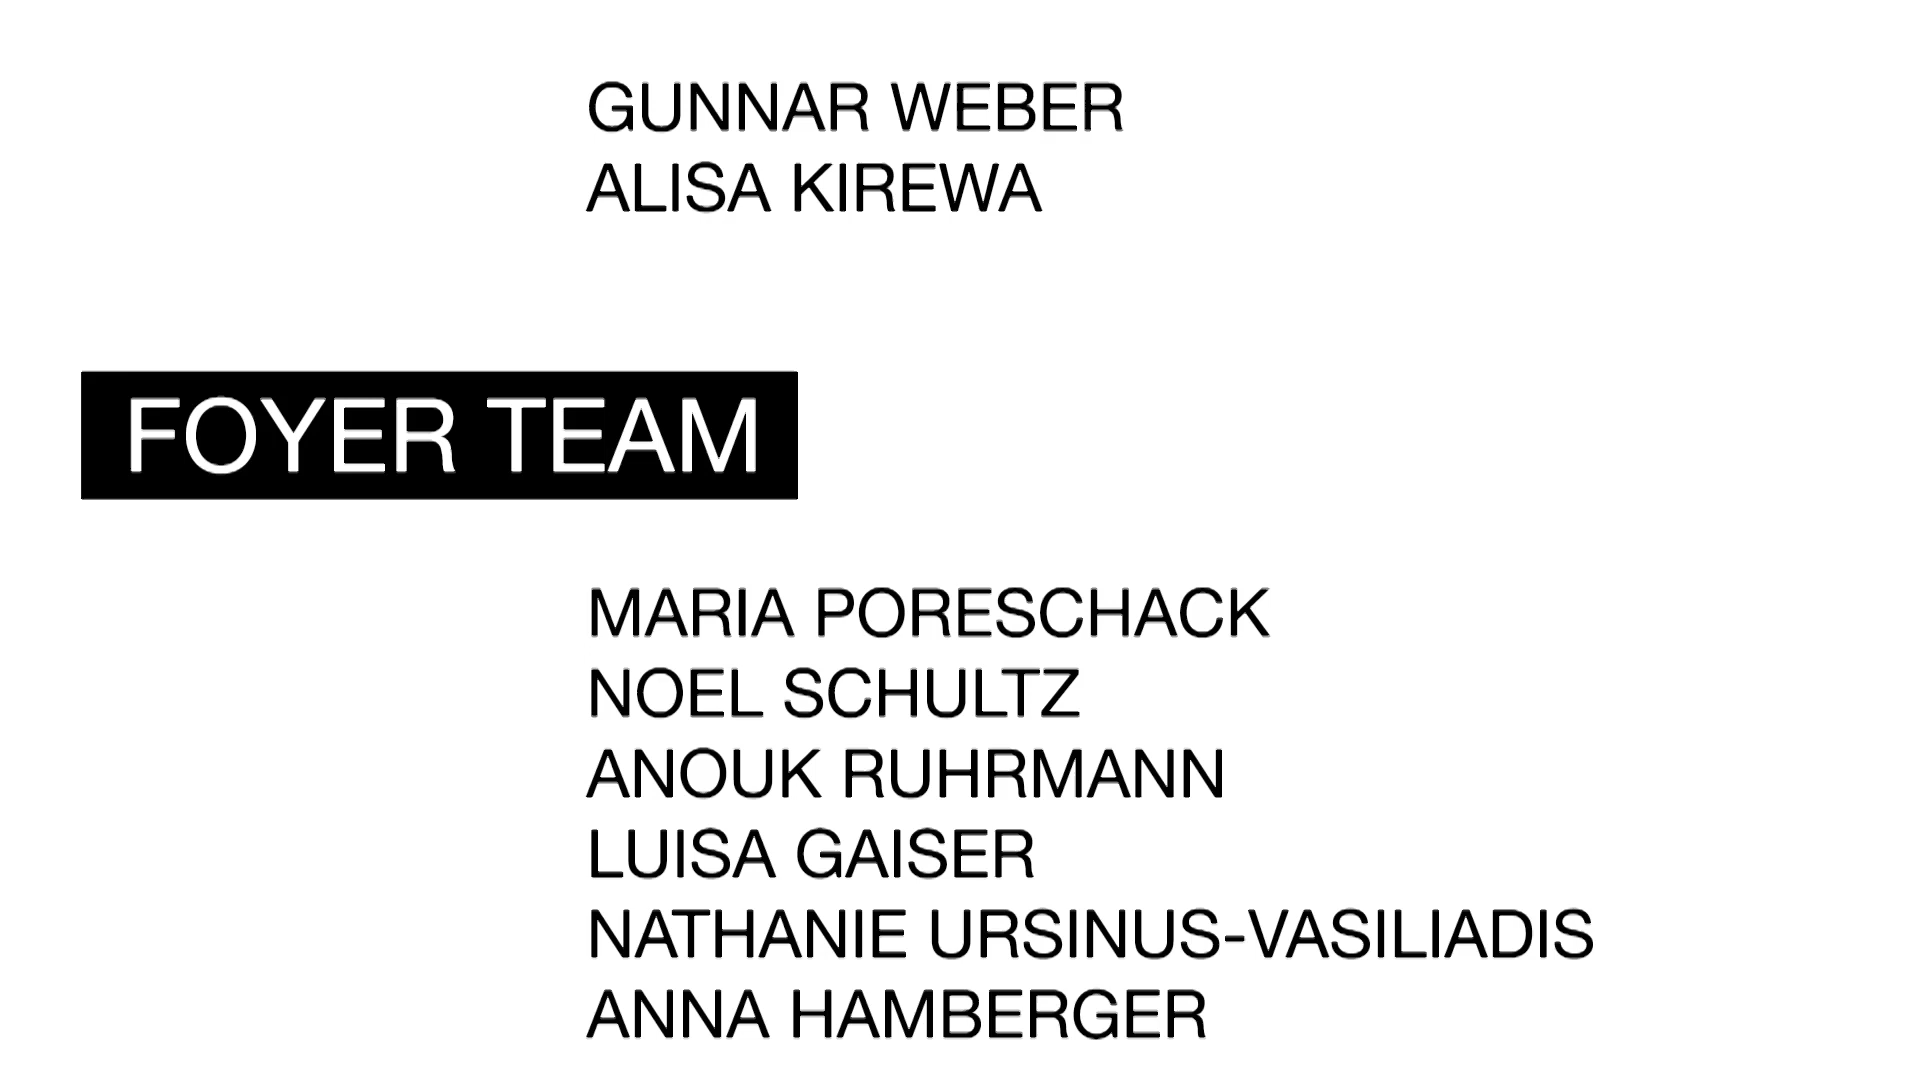 GUNNAR WEBER
ALISA KIREWA
FOYER TEAM
MARIA PORESCHACK
NOEL SCHULTZ
ANOUK RUHRMANN
LUISA GAISER
NATHANIE URSINUS-VASILIADIS
ANNA HAMBERGER